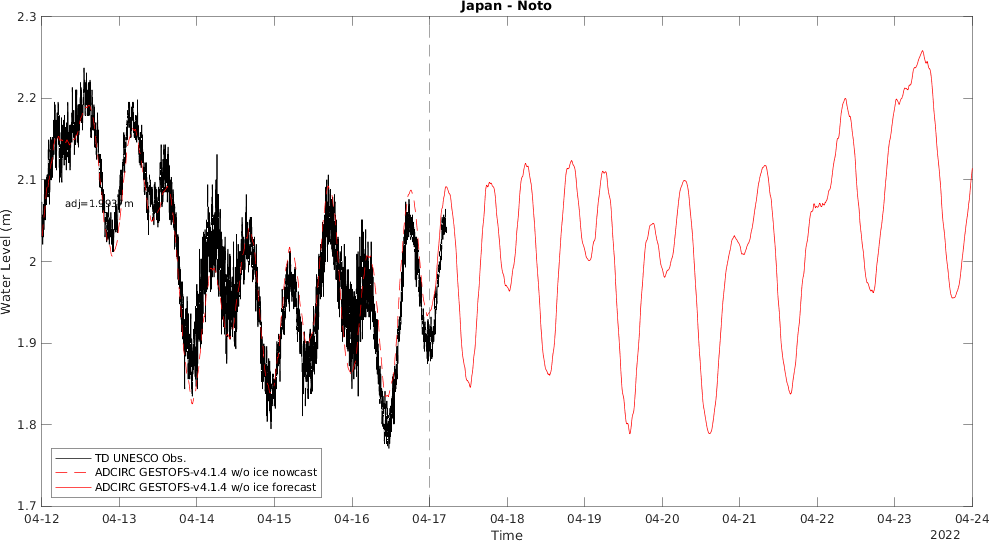 Japan - Noto
2.3
2.2
2.1
2
1.9
1.8
1.7
Water Level (m)
adj=1.9937m
TD UNESCO Obs.
ADCIRC GESTOFS-v4.1.4 w/o ice nowcast
ADCIRC GESTOFS-v4.1.4 w/o ice forecast
04-12 04-13 04-14 04-15 04-16 04-17 04-18 04-19 04-20 04-21 04-22 04-23 04-24
Time
2022